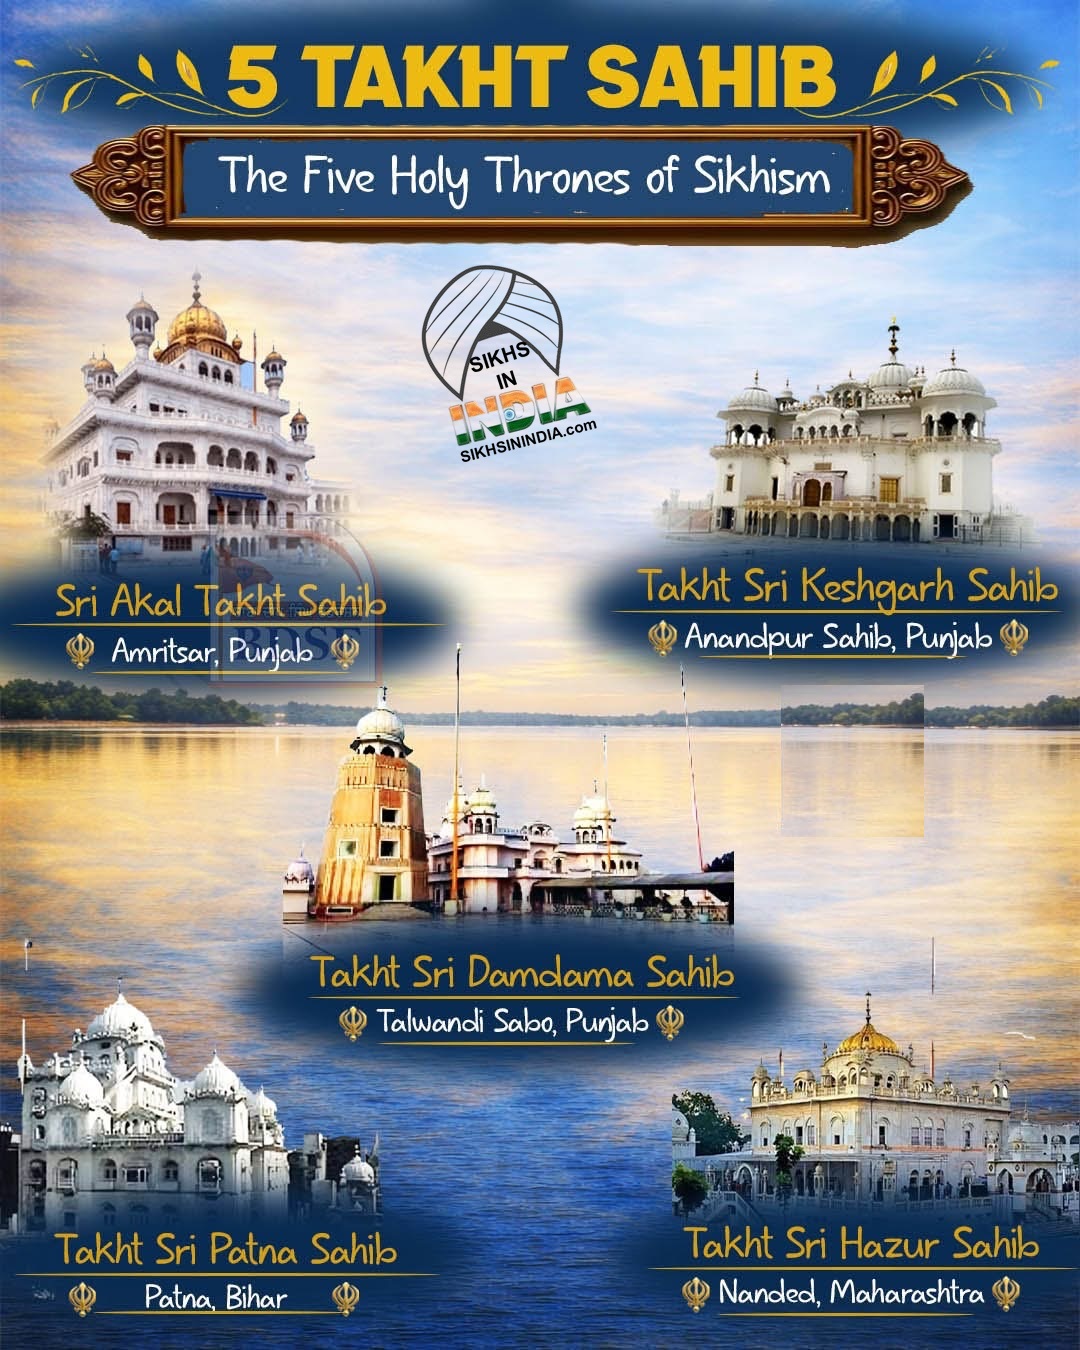 5 TAKHT SAHIB
The Five Holy Thrones of Sikhism
SIKHS
IN
INDIA
SIKHSININDIA.com
Sri Akal Takht Sahib
Amritsar, Punjab
Takht Sri Keshgarh Sahib
Anandpur Sahib, Punjab
Takht Sri Damdama Sahib
Talwandi Sabo, Punjab
Takht Sri Patna Sahib
Patna, Bihar
Takht Sri Hazur Sahib
Nanded, Maharashtra